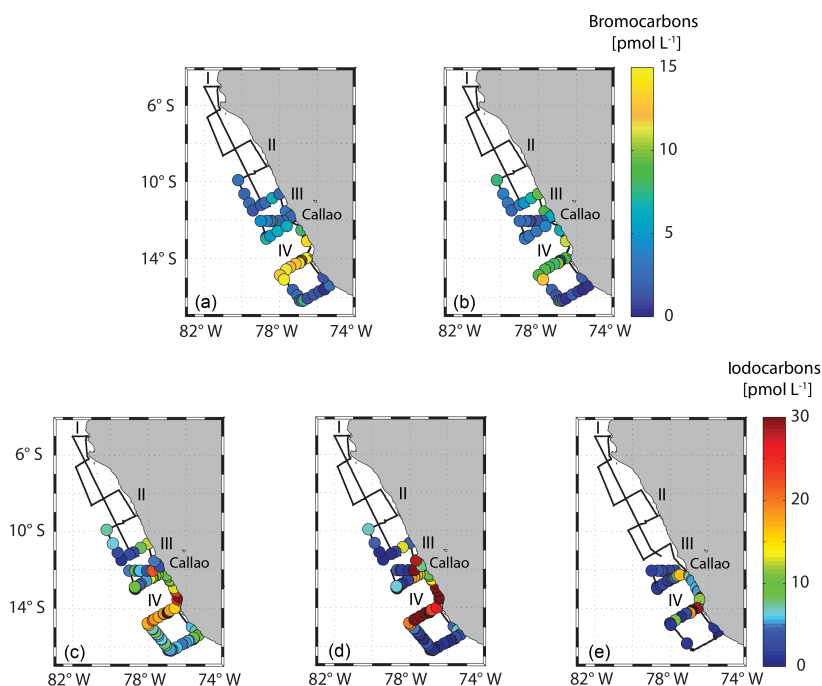 Bromocarbons
[pmol L-1]
I
II
III
Callao
IV
(a)
6° S
10° S
14° S
82° W
78° W
74° W
I
II
III
Callao
IV
(b)
82° W
78° W
74° W
15
10
5
0
Iodocarbons
[pmol L-1]
I
II
III
Callao
IV
(c)
6° S
10° S
14° S
82° W
78° W
74° W
I
II
III
Callao
IV
(d)
82° W
78° W
74° W
I
II
III
Callao
IV
(e)
82° W
78° W
74° W
30
20
10
0